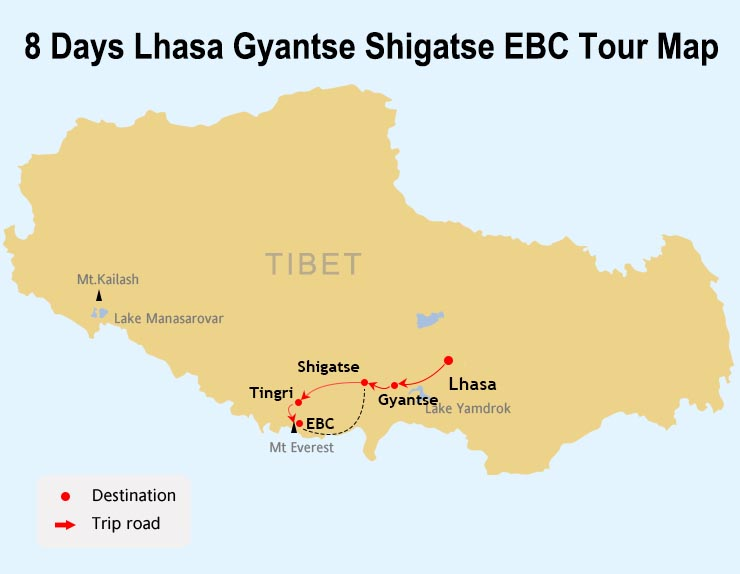 8 Days Lhasa Gyantse Shigatse EBC Tour Map
TIBET
Mt.Kailash
Lake Manasarovar
Shigatse
Lhasa
Tingri
Gyantse
Lake Yamdrok
EBC
Mt Everest
Destination
Trip road